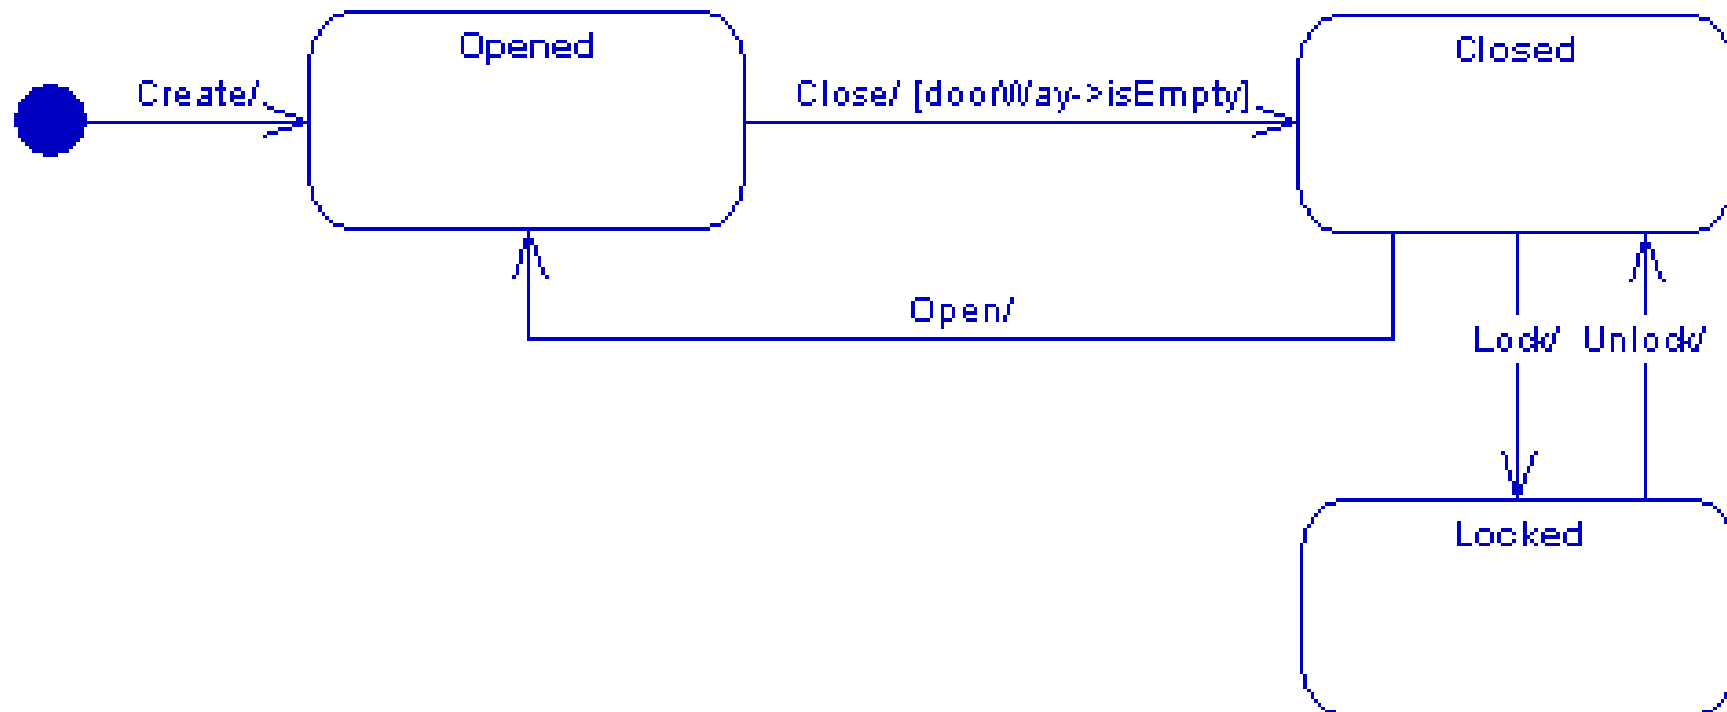 Opened
Closed
Create/
Close/ [doorWay->isEmpty]
Open/
Lock/
Unlock/
Locked